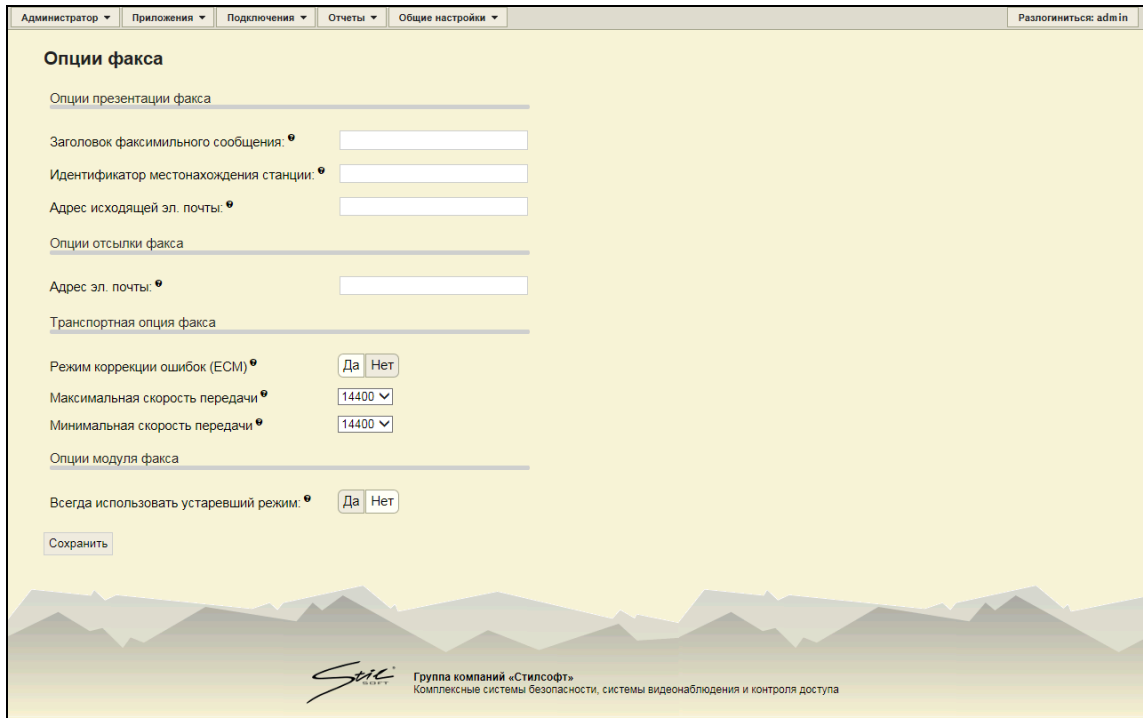 Администратор Приложения Подключения Отчеты Общие настройки Разлогиниться: admin
Опции факса
Опции презентации факса
Заголовок факсимильного сообщения:
Идентификатор местонахождения станции:
Адрес исходящей эл. почты:
Опции отсылки факса
Адрес эл. почты:
Транспортная опция факса
Режим коррекции ошибок (ECM) Да Нет
Максимальная скорость передачи 14400
Минимальная скорость передачи 14400
Опции модуля факса
Всегда использовать устаревший режим: Да Нет
Сохранить
Stil SOFT
Группа компаний «Стилсофт»
Комплексные системы безопасности, системы видеонаблюдения и контроля доступа